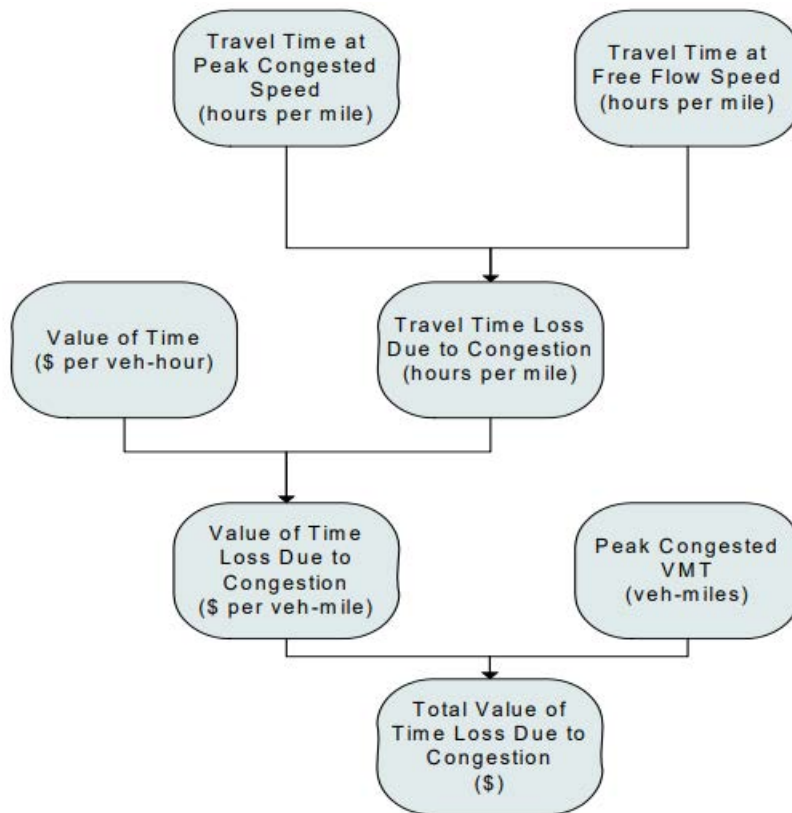 Travel Time at
Peak Congested
Speed
(hours per mile)
Travel Time at
Free Flow Speed
(hours per mile)
Value of Time
($ per veh-hour)
Travel Time Loss
Due to Congestion
(hours per mile)
Value of Time
Loss Due to
Congestion
($ per veh-mile)
Peak Congested
VMT
(veh-miles)
Total Value of
Time Loss Due to
Congestion
($)